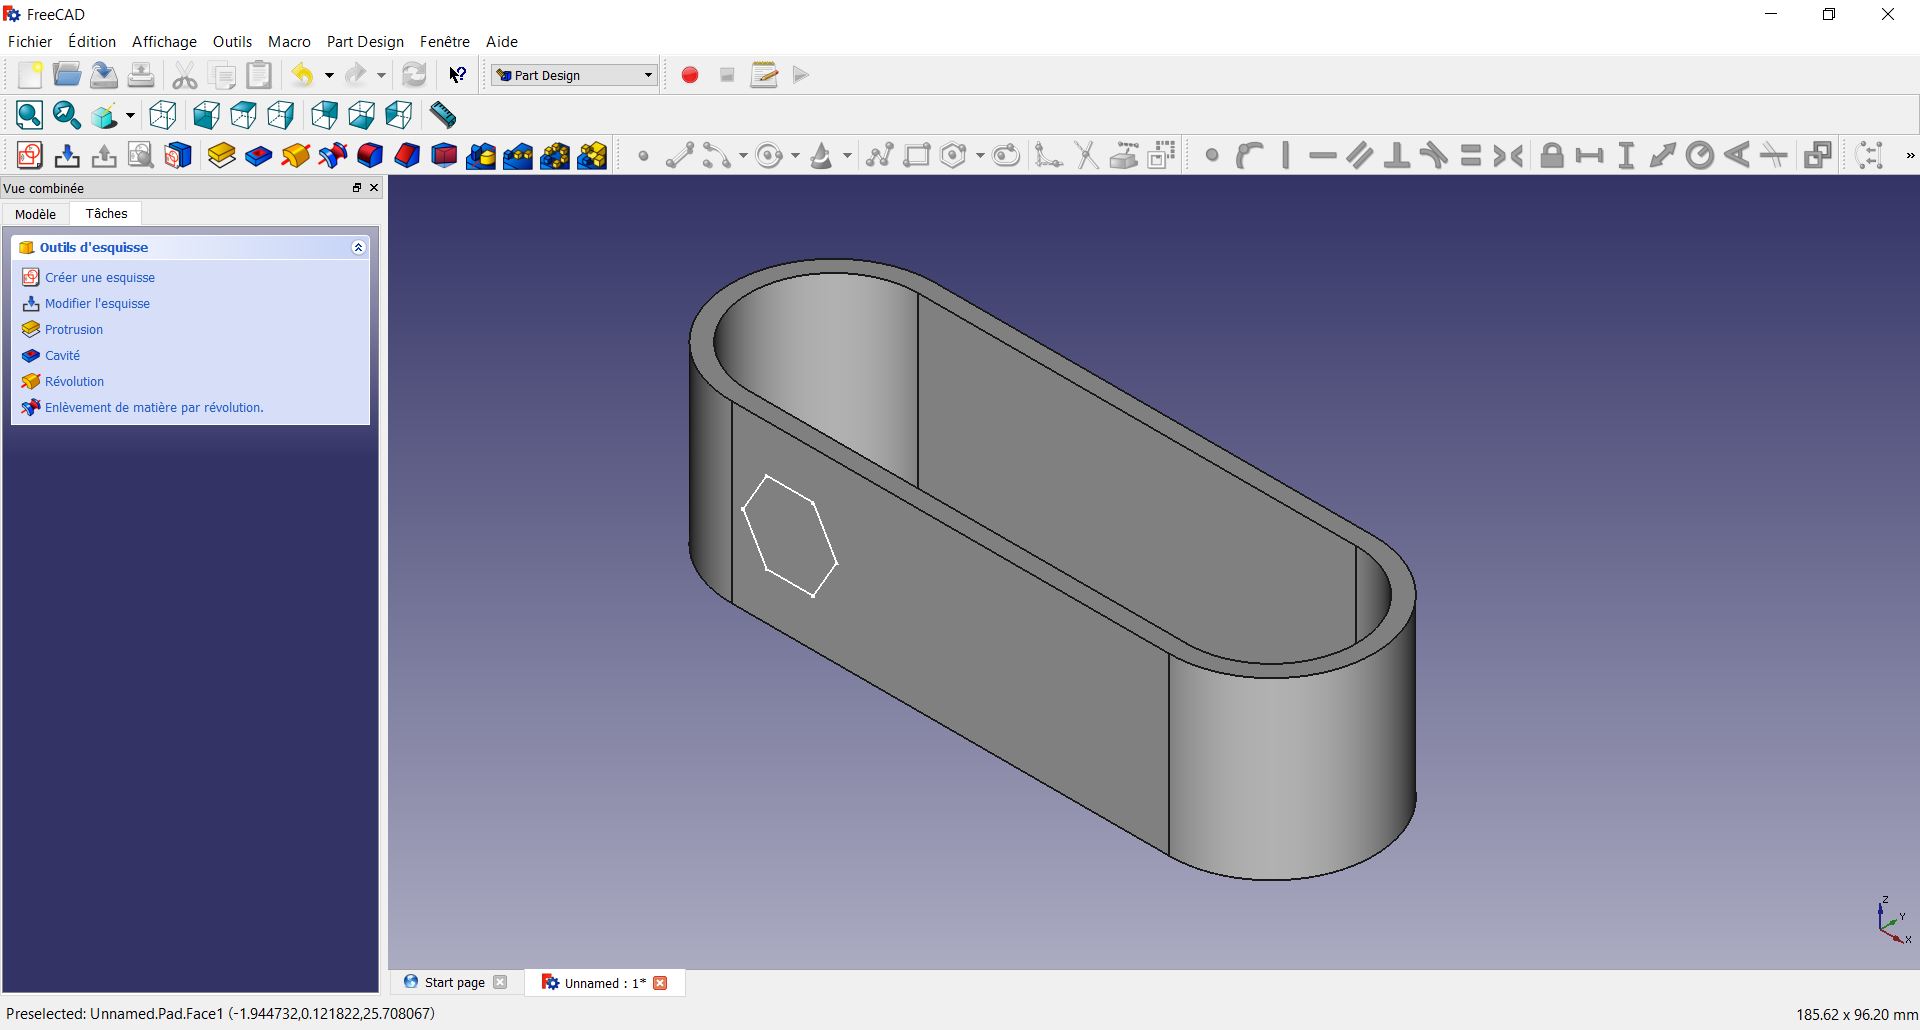 FreeCAD
Fichier Édition Affichage Outils Macro Part Design Fenêtre Aide
Part Design
»
Vue combinée
Modèle Tâches
Outils d'esquisse
Créer une esquisse
Modifier l'esquisse
Protrusion
Cavité
Révolution
Enlèvement de matière par révolution.
Z
Y
X
Start page Unnamed : 1*
Preselected: Unnamed.Pad.Face1 (-1.944732,0.121822,25.708067) 185.62 x 96.20 mm